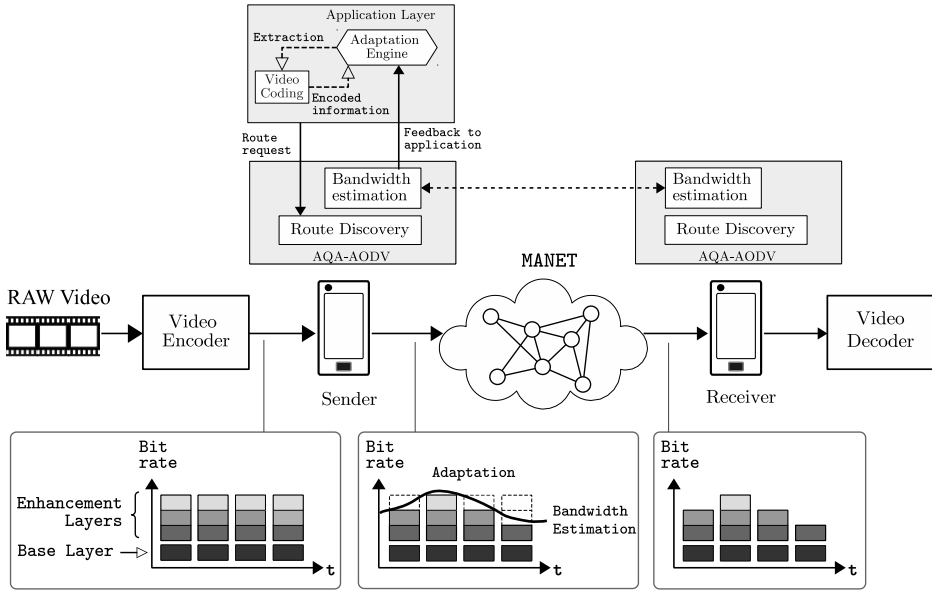 Application Layer
Extraction
Adaptation
Engine
Video
Coding
Encoded
information
Route
request
Feedback to
application
Bandwidth
estimation
Route Discovery
AQA-AODV
Bandwidth
estimation
Route Discovery
AQA-AODV
MANET
RAW Video
Video
Encoder
Sender
Receiver
Video
Decoder
Bit
rate
Enhancement
Layers
Base Layer
t
Bit
rate
Adaptation
Bandwidth
Estimation
t
Bit
rate
t